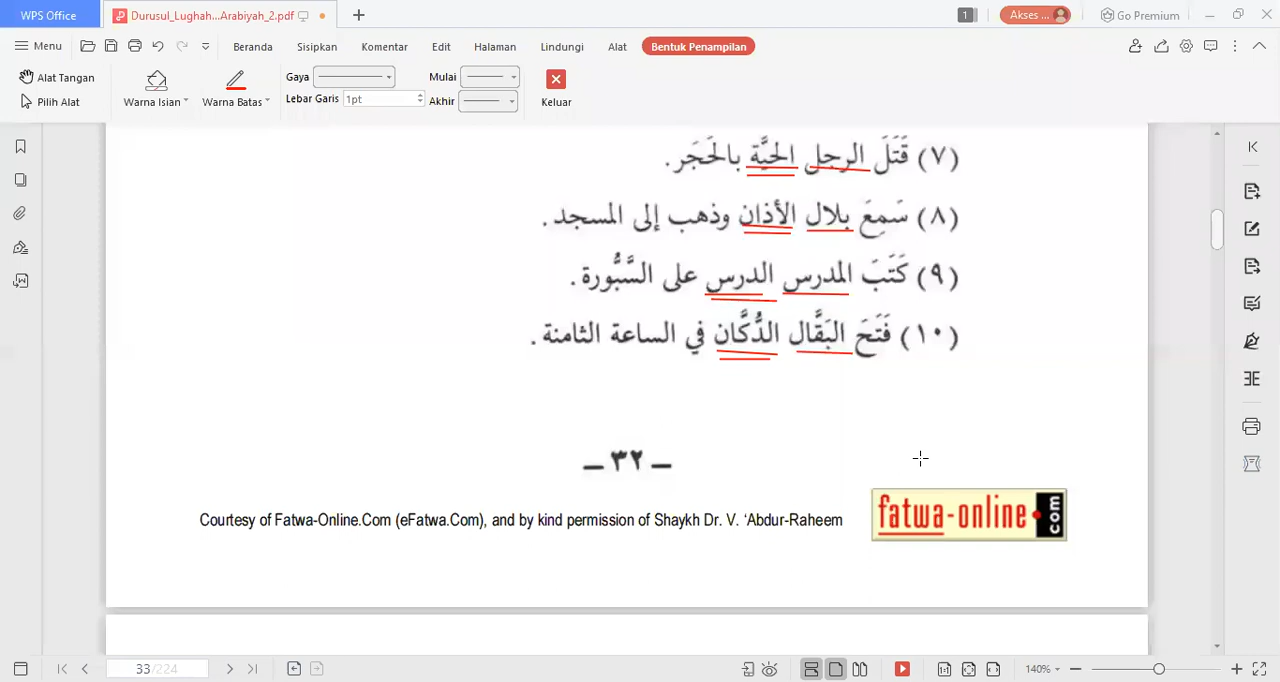 WPS Office
Durusul_Lughah...Arabiyah_2.pdf
1
Akses ...
Go Premium
Menu
Beranda
Sisipkan
Komentar
Edit
Halaman
Lindungi
Alat
Bentuk Penampilan
Alat Tangan
Pilih Alat
Warna Isian
Warna Batas
Gaya
Lebar Garis 1pt
Mulai
Akhir
Keluar
(٧) قَتَلَ الرجل الحَيَّة بالحَجَر.
(٨) سَمِعَ بلال الأذان وذهب إلى المسجد.
(٩) كَتَبَ المدرس الدرس على السَّبُّورة.
(١٠) فَتَحَ البَقَّال الدُّكَّان في الساعة الثامنة.
– ٣٢ –
Courtesy of Fatwa-Online.Com (eFatwa.Com), and by kind permission of Shaykh Dr. V. ‘Abdur-Raheem
fatwa-online.com
33/224
140%